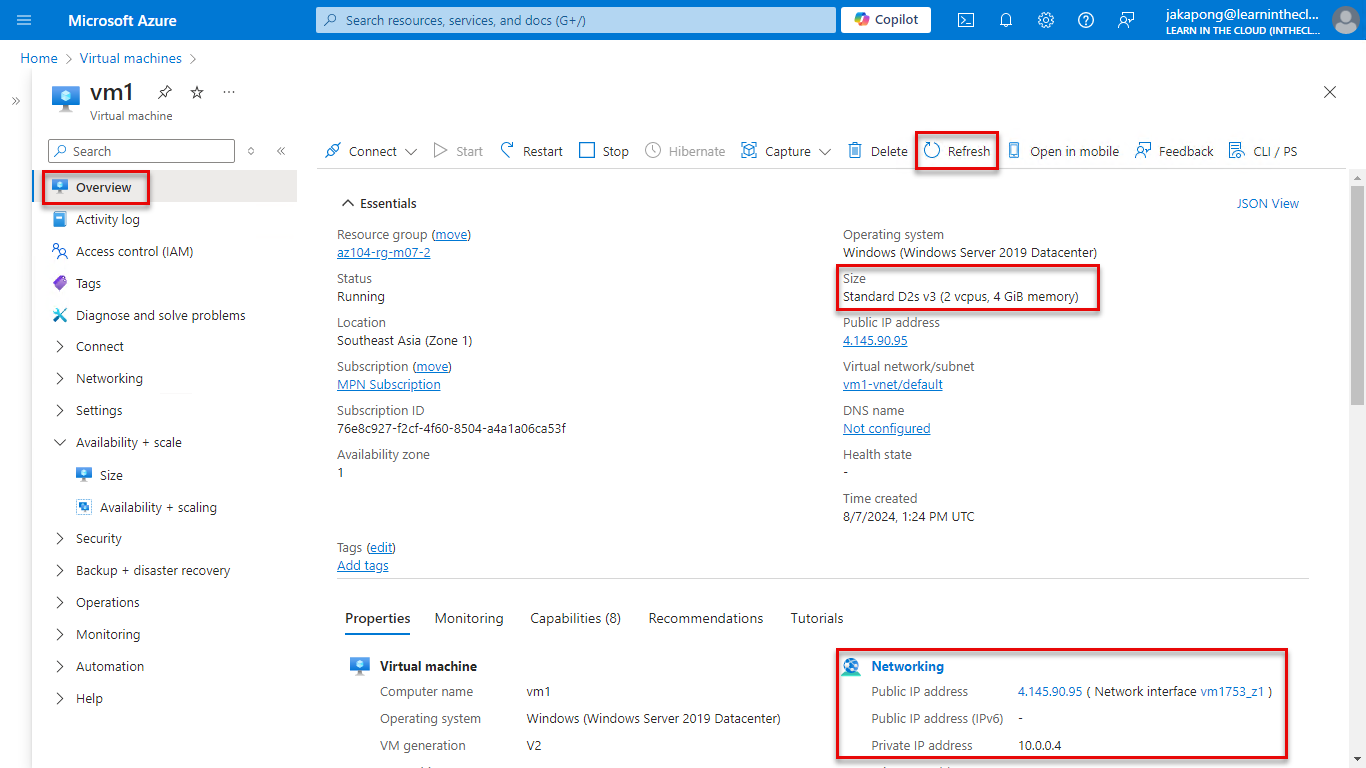 Microsoft Azure
Search resources, services, and docs (G+/)
Copilot
jakapong@learninthecl...
LEARN IN THE CLOUD (INTHECL...
Home > Virtual machines >
vm1
Virtual machine
Search
Connect
Start
Restart
Stop
Hibernate
Capture
Delete
Refresh
Open in mobile
Feedback
CLI / PS
Overview
Activity log
Access control (IAM)
Tags
Diagnose and solve problems
Connect
Networking
Settings
Availability + scale
Size
Availability + scaling
Security
Backup + disaster recovery
Operations
Monitoring
Automation
Help
Essentials
JSON View
Resource group (move)
az104-rg-m07-2
Status
Running
Location
Southeast Asia (Zone 1)
Subscription (move)
MPN Subscription
Subscription ID
76e8c927-f2cf-4f60-8504-a4a1a06ca53f
Availability zone
1
Operating system
Windows (Windows Server 2019 Datacenter)
Size
Standard D2s v3 (2 vcpus, 4 GiB memory)
Public IP address
4.145.90.95
Virtual network/subnet
vm1-vnet/default
DNS name
Not configured
Health state
-
Time created
8/7/2024, 1:24 PM UTC
Tags (edit)
Add tags
Properties
Monitoring
Capabilities (8)
Recommendations
Tutorials
Virtual machine
Computer name vm1
Operating system Windows (Windows Server 2019 Datacenter)
VM generation V2
Networking
Public IP address 4.145.90.95 ( Network interface vm1753_z1 )
Public IP address (IPv6) -
Private IP address 10.0.0.4